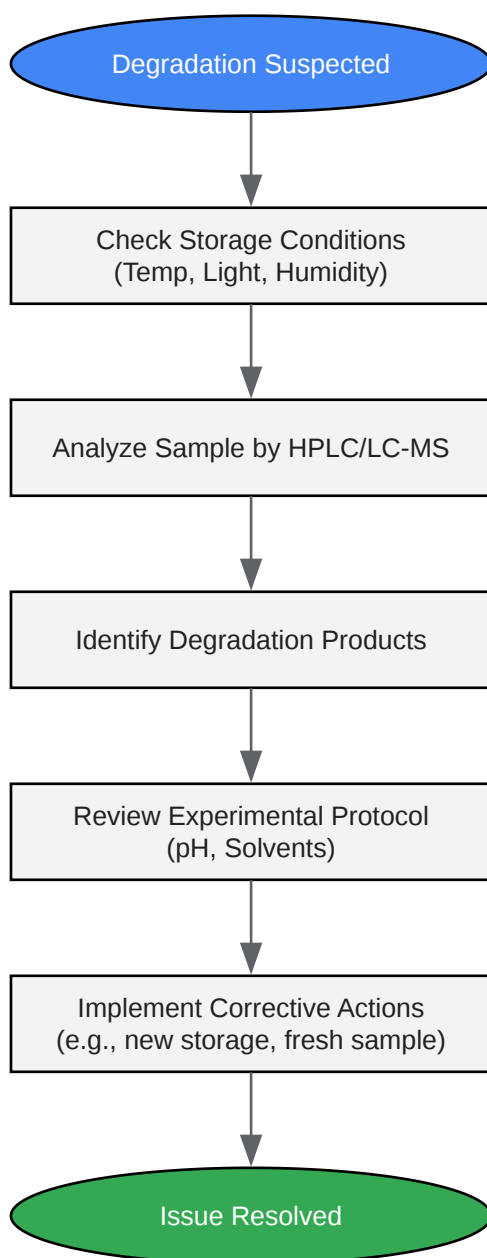 Degradation Suspected
Check Storage Conditions
(Temp, Light, Humidity)
Analyze Sample by HPLC/LC-MS
Identify Degradation Products
Review Experimental Protocol
(pH, Solvents)
Implement Corrective Actions
(e.g., new storage, fresh sample)
Issue Resolved